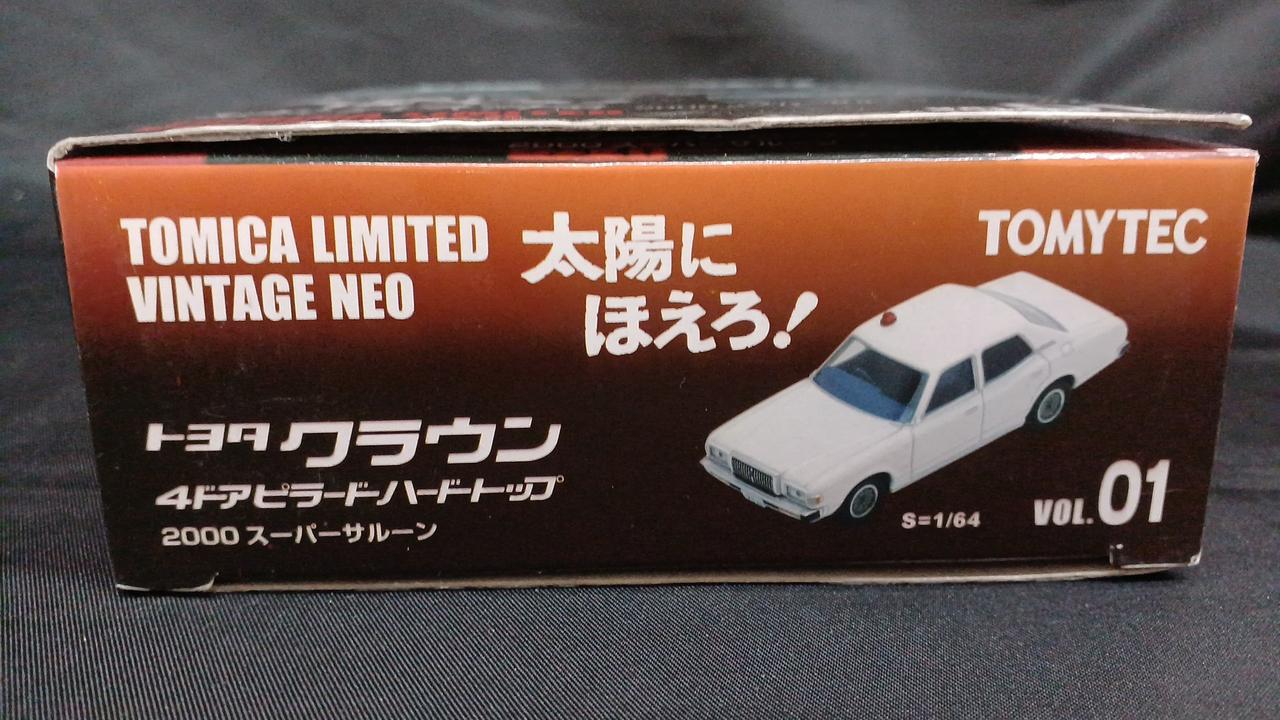 TOMICA LIMITED
VINTAGE NEO
太陽に
ほえろ!
TOMYTEC
トヨタ クラウン
4ドアピラードハードトップ
2000 スーパーサルーン
S=1/64
VOL.01